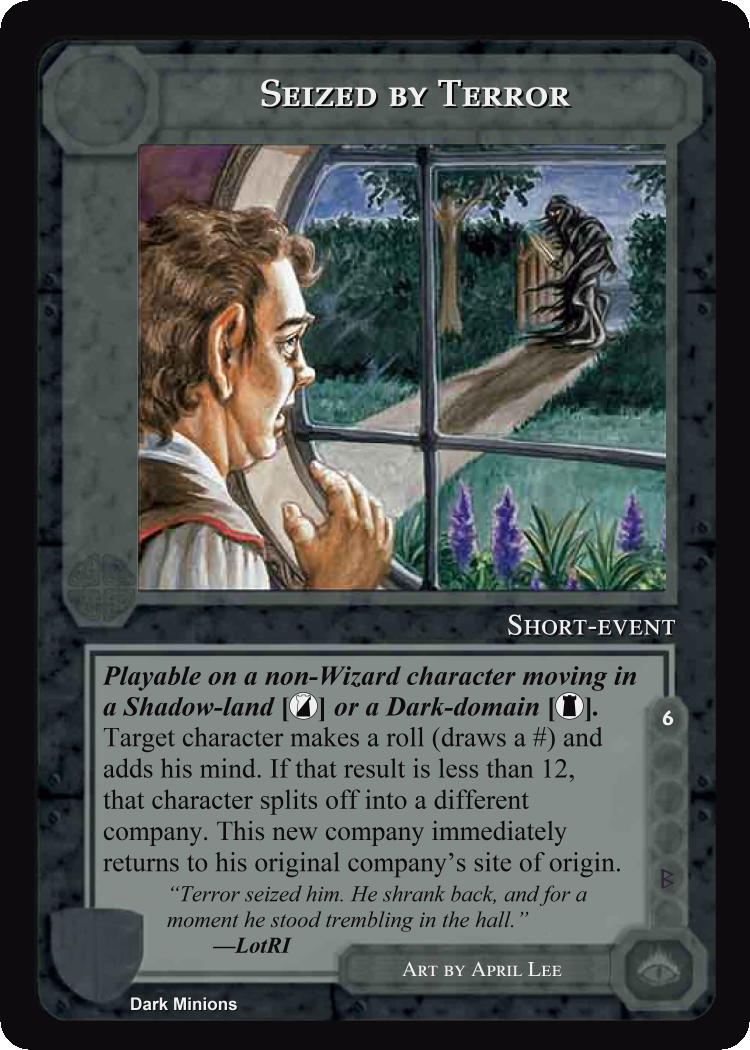 Seized by Terror
Short-event
Playable on a non-Wizard character moving in
a Shadow-land [ ] or a Dark-domain [ ].
6
Target character makes a roll (draws a #) and
adds his mind. If that result is less than 12,
that character splits off into a different
company. This new company immediately
returns to his original company’s site of origin.
B
“Terror seized him. He shrank back, and for a
moment he stood trembling in the hall.”
—LotRI
Art by April Lee
Dark Minions